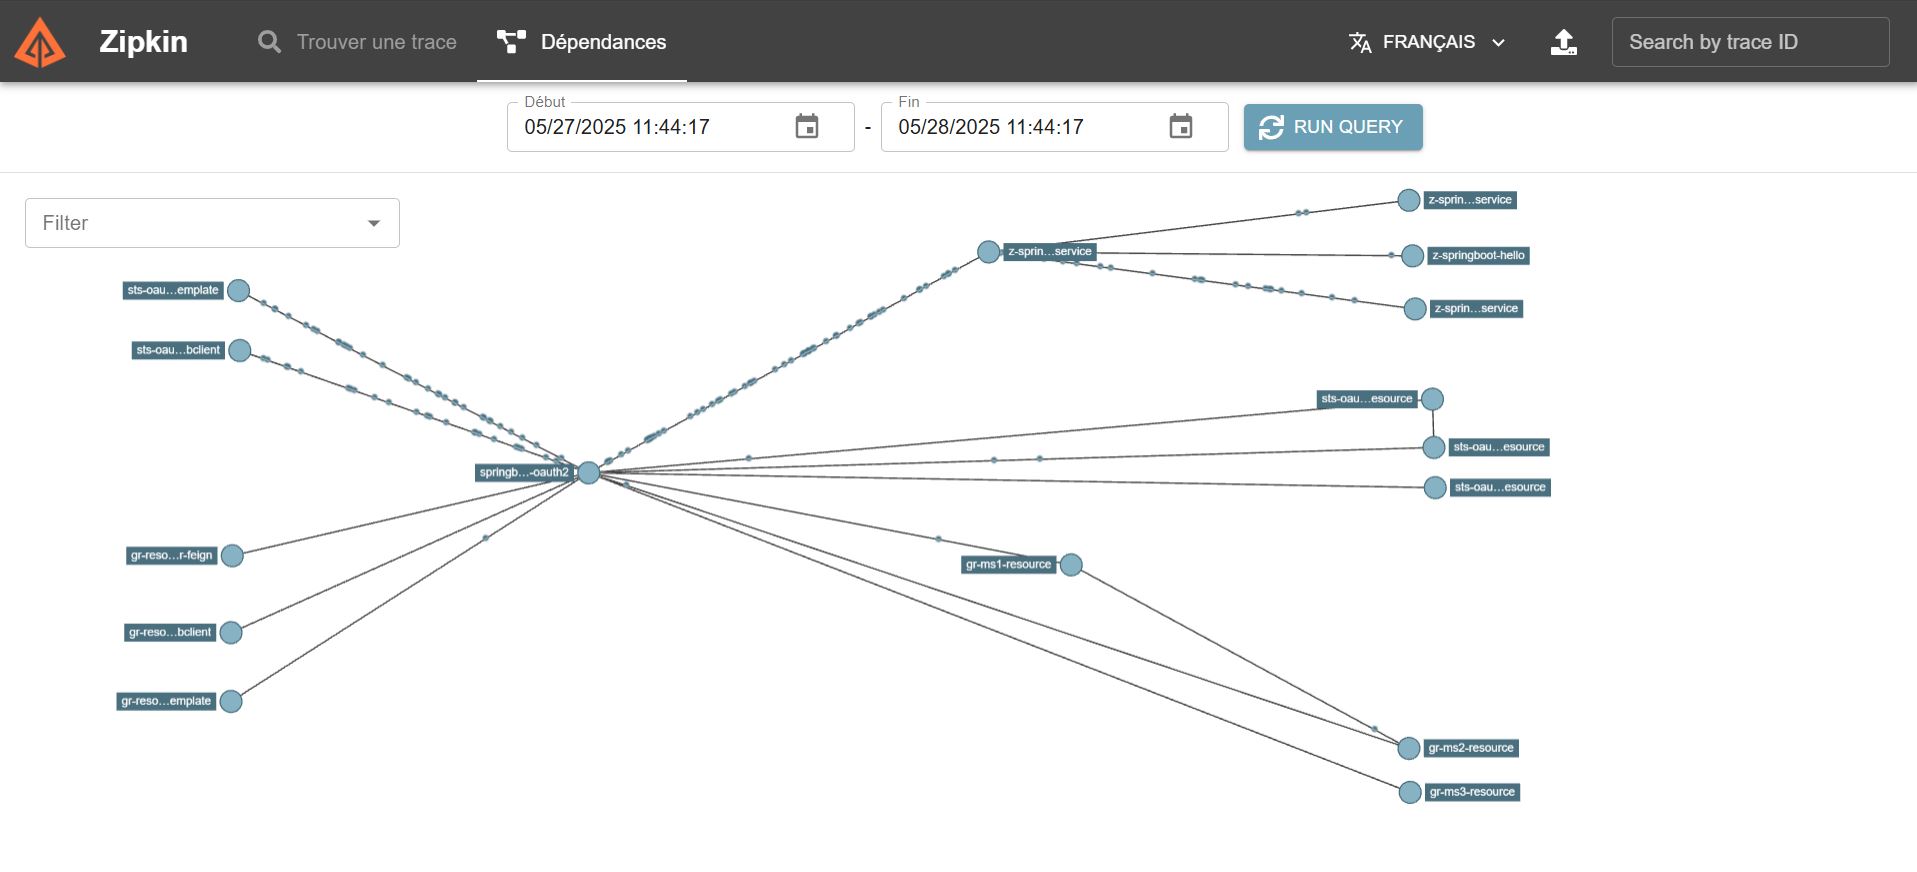 Zipkin
Trouver une trace
Dépendances
FRANÇAIS
Search by trace ID
Début
05/27/2025 11:44:17
-
Fin
05/28/2025 11:44:17
RUN QUERY
Filter
z-sprin...service
z-sprin...service
z-springboot-hello
z-sprin...service
sts-oau...emplate
sts-oau...bclient
sts-oau...esource
sts-oau...esource
springb...-oauth2
sts-oau...esource
gr-reso...r-feign
gr-ms1-resource
gr-reso...bclient
gr-reso...emplate
gr-ms2-resource
gr-ms3-resource